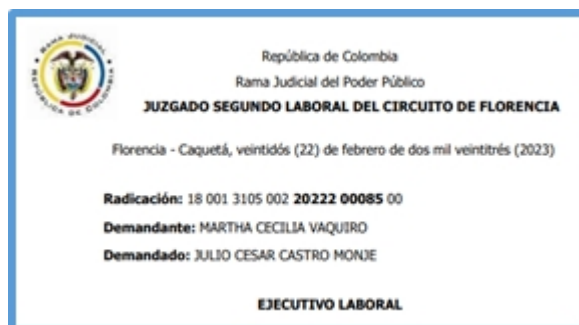 República de Colombia
Rama Judicial del Poder Público
JUZGADO SEGUNDO LABORAL DEL CIRCUITO DE FLORENCIA
Florencia - Caquetá, veintidós (22) de febrero de dos mil veintitrés (2023)
Radicación: 18 001 3105 002 20222 00085 00
Demandante: MARTHA CECILIA VAQUIRO
Demandado: JULIO CESAR CASTRO MONJE
EJECUTIVO LABORAL